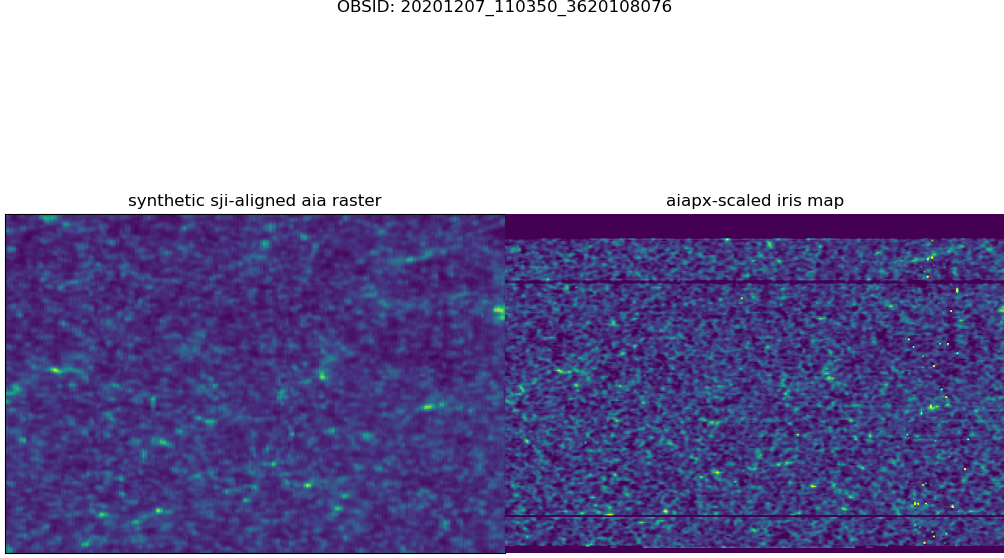 OBSID: 20201207_110350_3620108076
synthetic sji-aligned aia raster
aiapx-scaled iris map